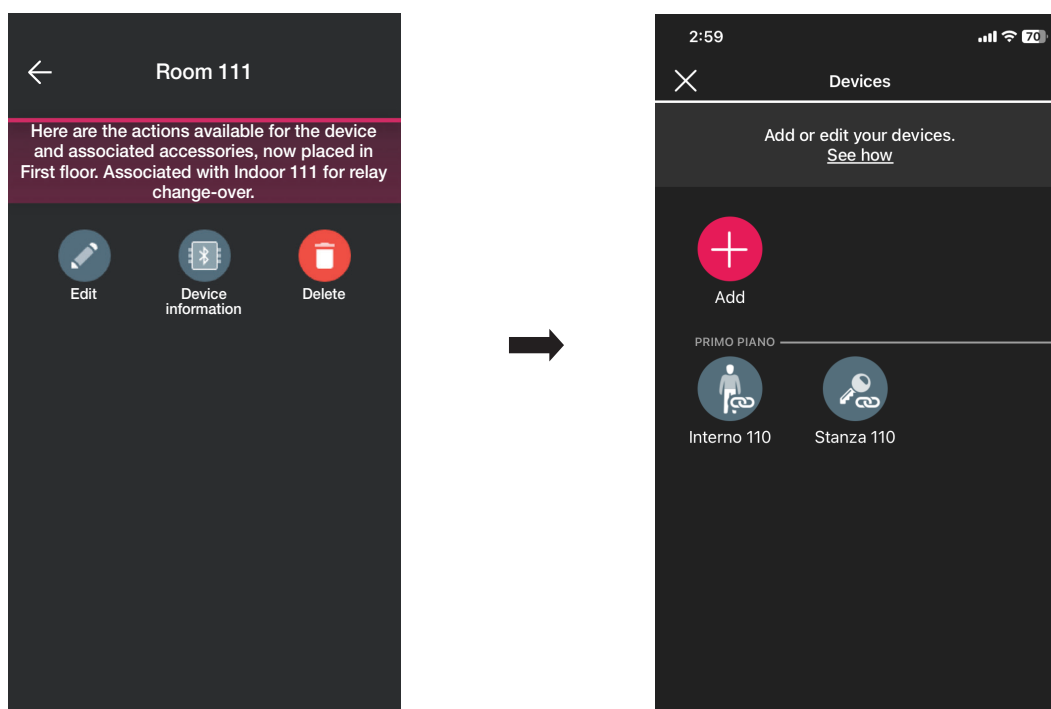 Room 111
Here are the actions available for the device
and associated accessories, now placed in
First floor. Associated with Indoor 111 for relay
change-over.
Edit
Device
information
Delete
2:59
70
Devices
Add or edit your devices.
See how
Add
PRIMO PIANO
Interno 110
Stanza 110